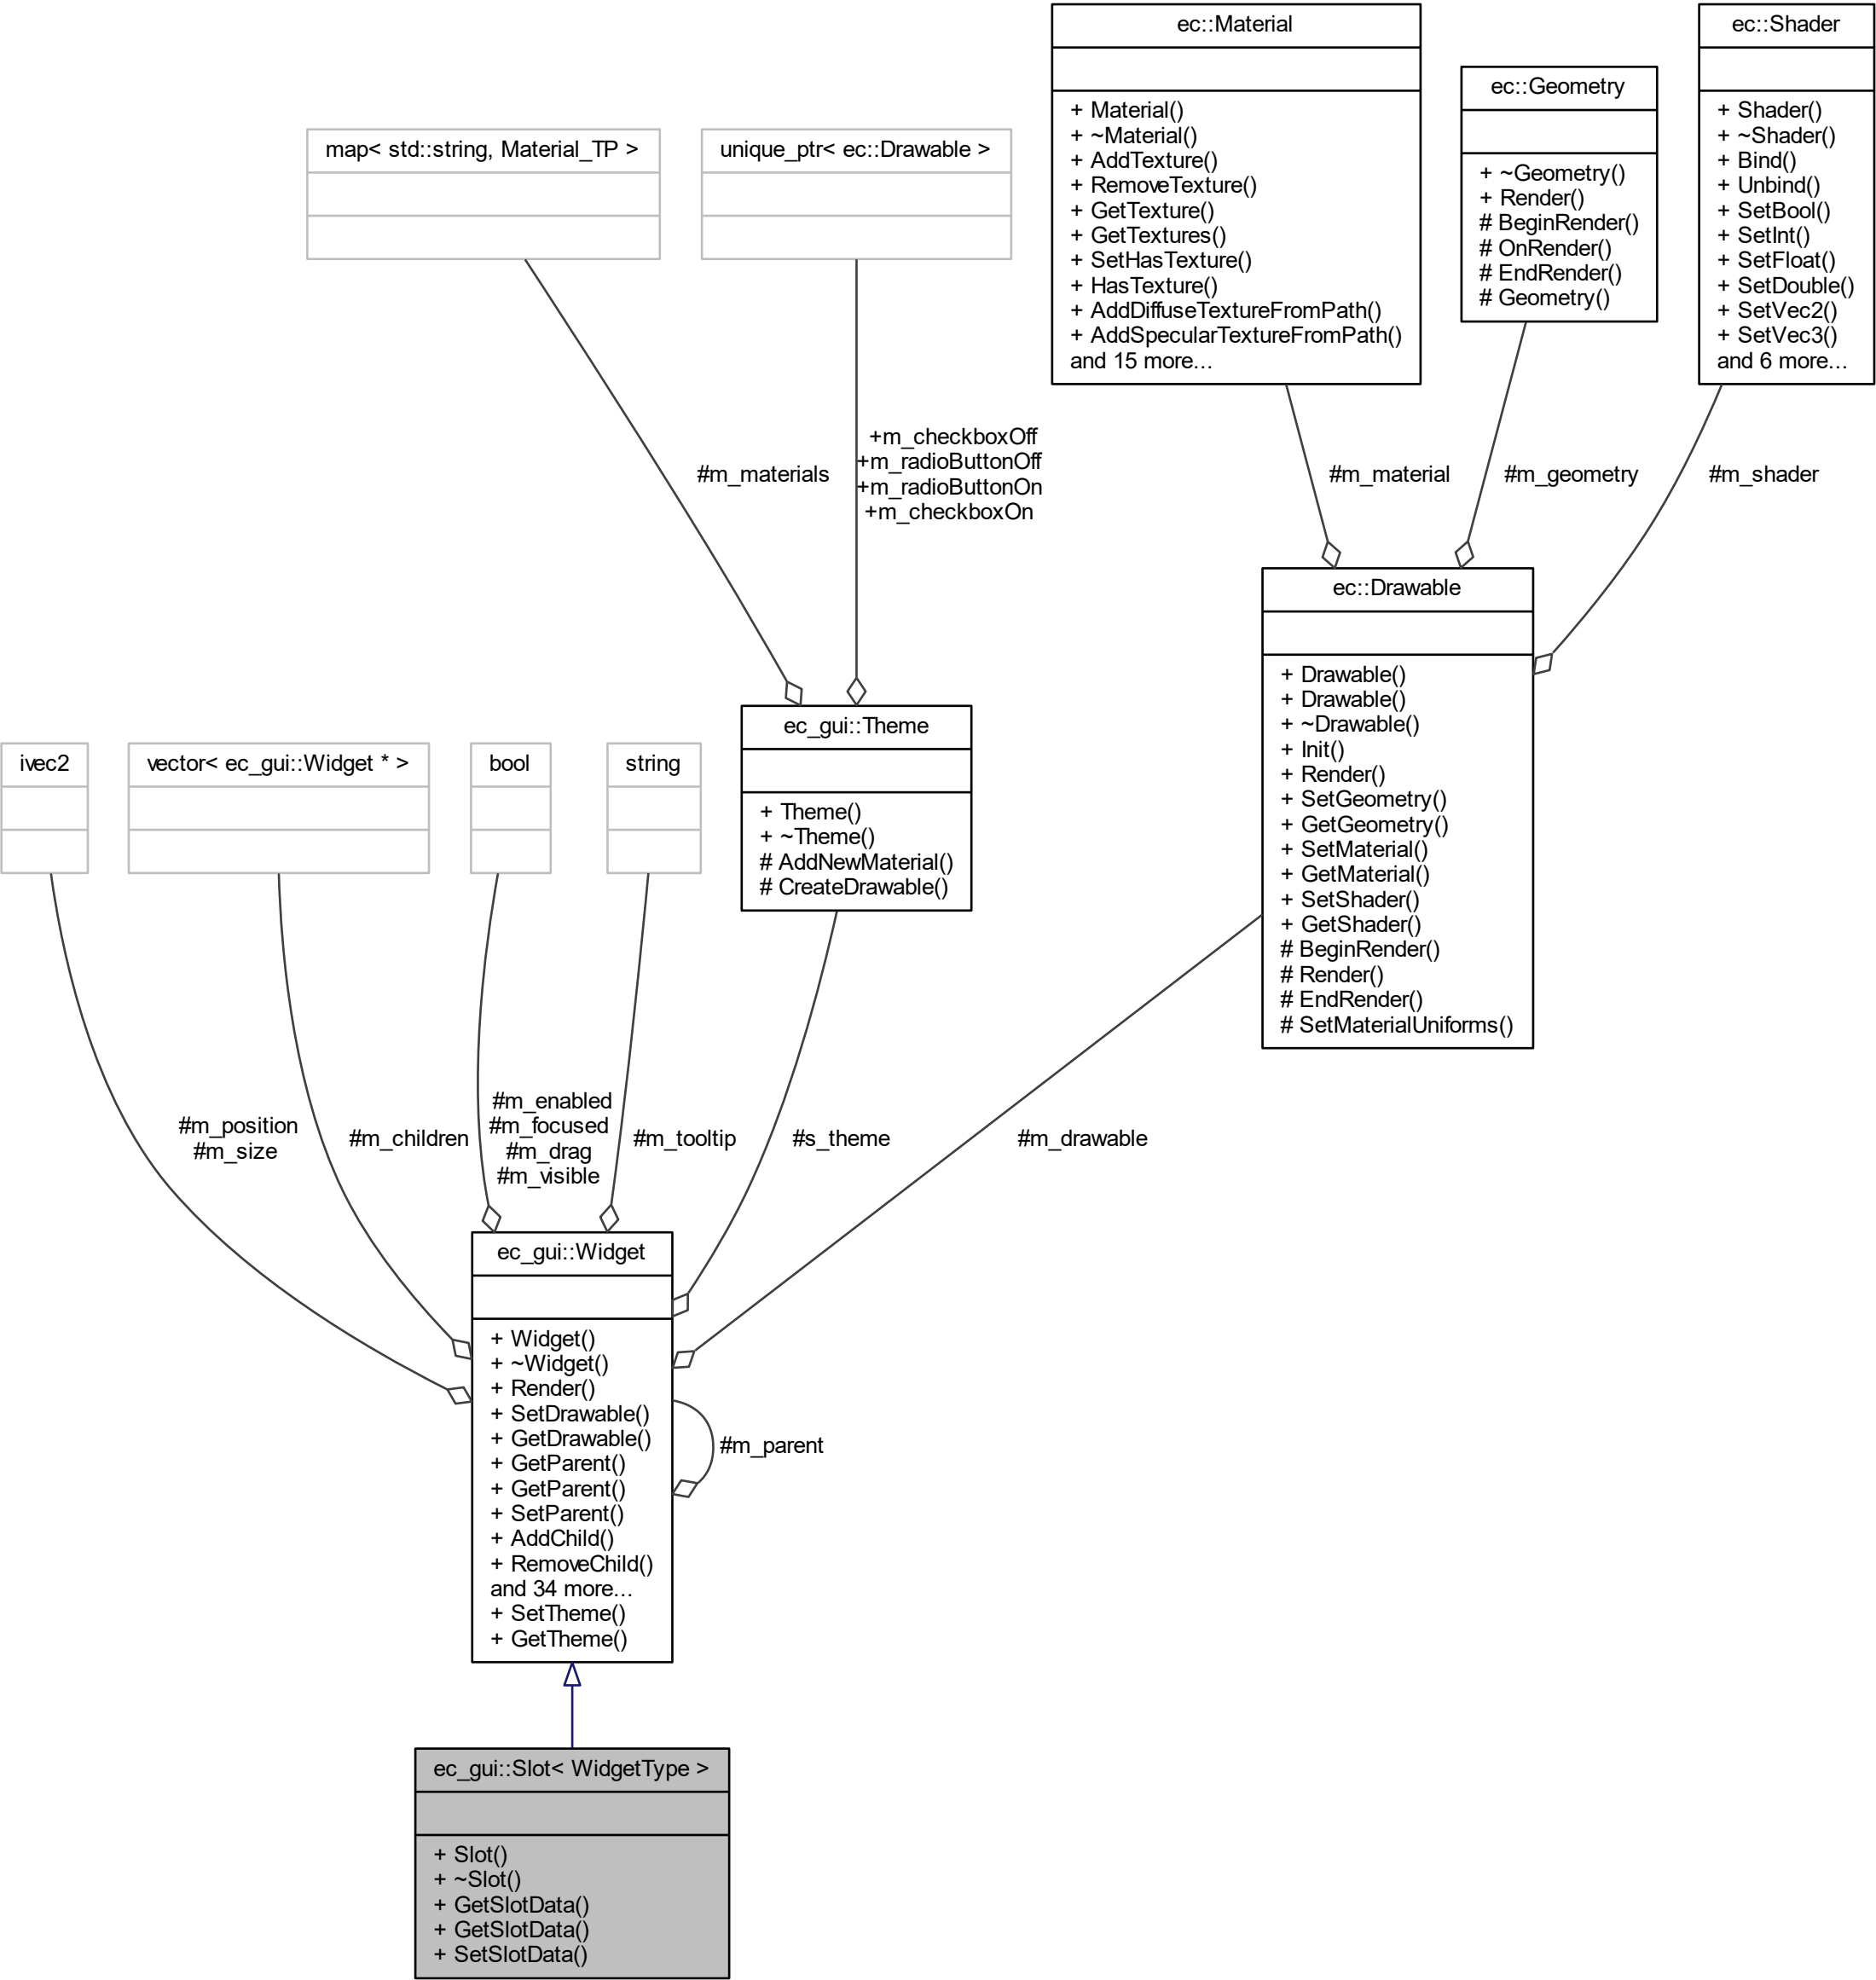 ec::Material
+ Material()
+ ~Material()
+ AddTexture()
+ RemoveTexture()
+ GetTexture()
+ GetTextures()
+ SetHasTexture()
+ HasTexture()
+ AddDiffuseTextureFromPath()
+ AddSpecularTextureFromPath()
and 15 more...
ec::Geometry
+ ~Geometry()
+ Render()
# BeginRender()
# OnRender()
# EndRender()
# Geometry()
ec::Shader
+ Shader()
+ ~Shader()
+ Bind()
+ Unbind()
+ SetBool()
+ SetInt()
+ SetFloat()
+ SetDouble()
+ SetVec2()
+ SetVec3()
and 6 more...
map< std::string, Material_TP >
unique_ptr< ec::Drawable >
#m_materials
+m_checkboxOff
+m_radioButtonOff
+m_radioButtonOn
+m_checkboxOn
#m_material
#m_geometry
#m_shader
ec::Drawable
+ Drawable()
+ Drawable()
+ ~Drawable()
+ Init()
+ Render()
+ SetGeometry()
+ GetGeometry()
+ SetMaterial()
+ GetMaterial()
+ SetShader()
+ GetShader()
# BeginRender()
# Render()
# EndRender()
# SetMaterialUniforms()
ivec2
vector< ec_gui::Widget * >
bool
string
ec_gui::Theme
+ Theme()
+ ~Theme()
# AddNewMaterial()
# CreateDrawable()
#m_position
#m_size
#m_children
#m_enabled
#m_focused
#m_drag
#m_visible
#m_tooltip
#s_theme
#m_drawable
ec_gui::Widget
+ Widget()
+ ~Widget()
+ Render()
+ SetDrawable()
+ GetDrawable()
+ GetParent()
+ GetParent()
+ SetParent()
+ AddChild()
+ RemoveChild()
and 34 more...
+ SetTheme()
+ GetTheme()
#m_parent
ec_gui::Slot< WidgetType >
+ Slot()
+ ~Slot()
+ GetSlotData()
+ GetSlotData()
+ SetSlotData()